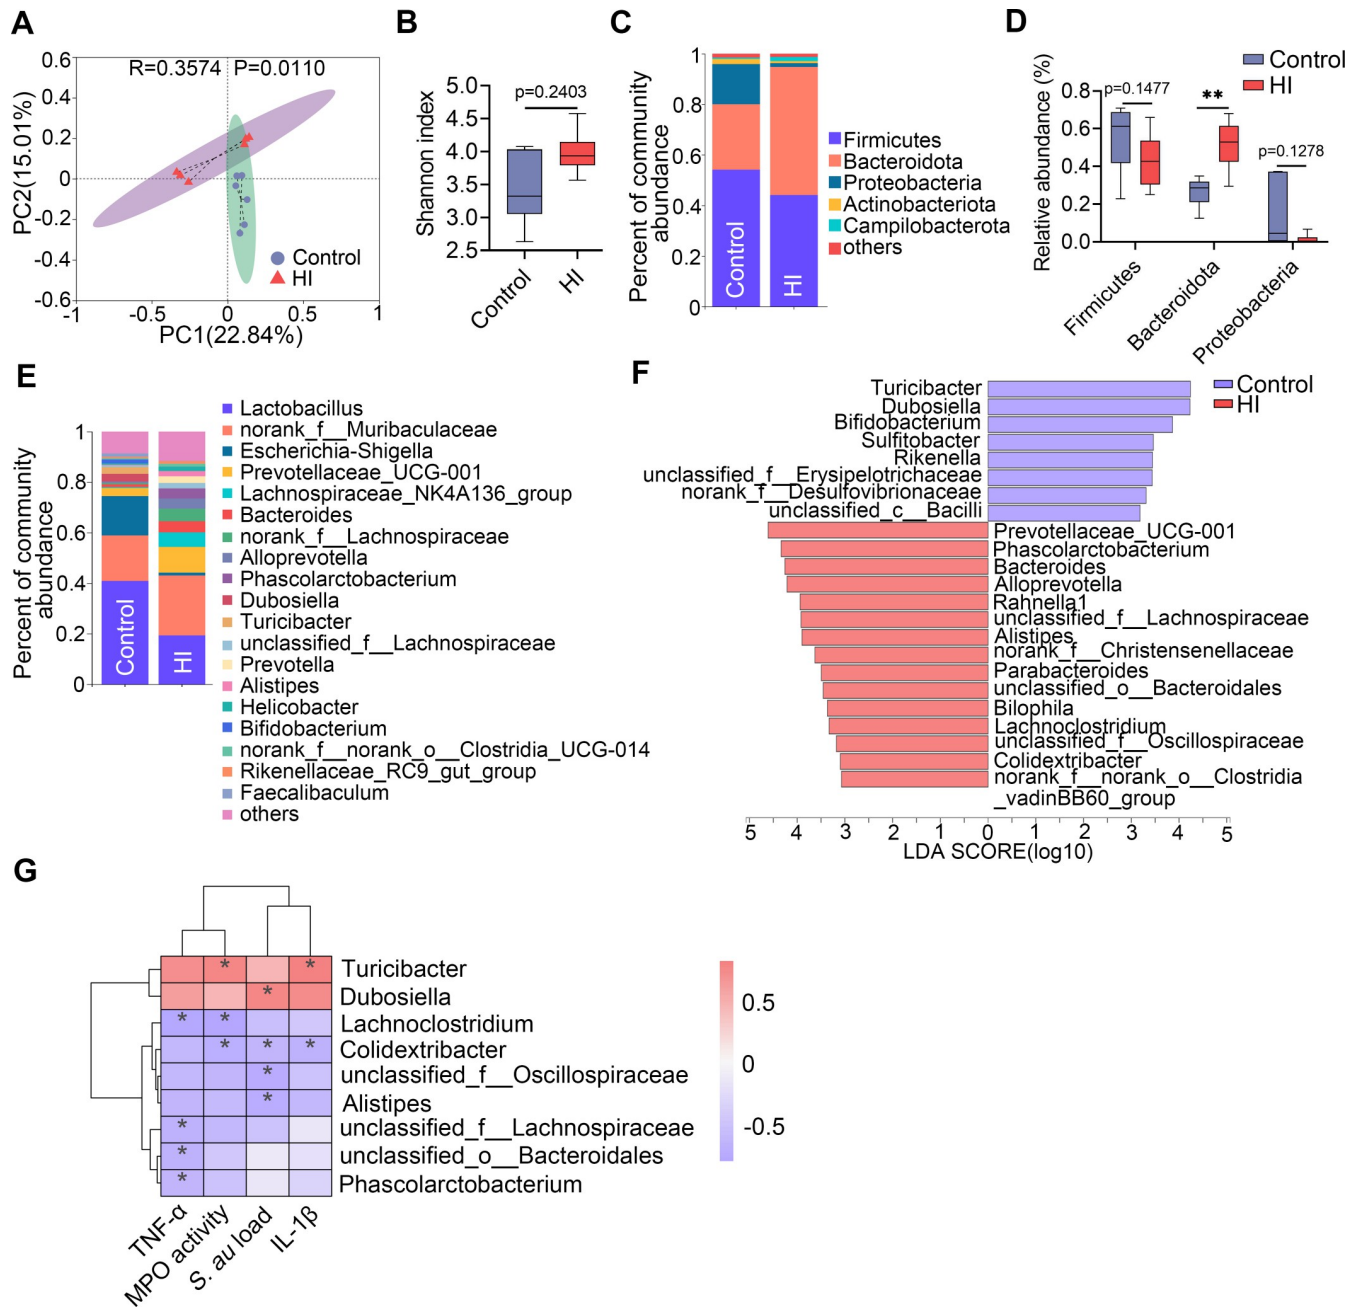 A
R=0.3574 P=0.0110
0.6
0.4
0.2
0
-0.2
-0.4
-0.6
-1 -0.5 0 0.5 1
PC2(15.01%)
PC1(22.84%)
Control
HI
B
p=0.2403
5.0
4.5
4.0
3.5
3.0
2.5
Shannon index
Control
HI
C
1
0.8
0.6
0.4
0.2
0
Percent of community
abundance
Control
HI
Firmicutes
Bacteroidota
Proteobacteria
Actinobacteriota
Campilobacterota
others
D
Control
HI
p=0.1477
**
p=0.1278
0.8
0.6
0.4
0.2
0.0
Relative abundance (%)
Firmicutes
Bacteroidota
Proteobacteria
E
1
0.8
0.6
0.4
0.2
0
Percent of community
abundance
Control
HI
Lactobacillus
norank_f__Muribaculaceae
Escherichia-Shigella
Prevotellaceae_UCG-001
Lachnospiraceae_NK4A136_group
Bacteroides
norank_f__Lachnospiraceae
Alloprevotella
Phascolarctobacterium
Dubosiella
Turicibacter
unclassified_f__Lachnospiraceae
Prevotella
Alistipes
Helicobacter
Bifidobacterium
norank_f__norank_o__Clostridia_UCG-014
Rikenellaceae_RC9_gut_group
Faecalibaculum
others
F
Control
HI
Turicibacter
Dubosiella
Bifidobacterium
Sulfitobacter
Rikenella
unclassified_f__Erysipelotrichaceae
norank_f__Desulfovibrionaceae
unclassified_c__Bacilli
Prevotellaceae_UCG-001
Phascolarctobacterium
Bacteroides
Alloprevotella
Rahnella1
unclassified_f__Lachnospiraceae
Alistipes
norank_f__Christensenellaceae
Parabacteroides
unclassified_o__Bacteroidales
Bilophila
Lachnoclostridium
unclassified_f__Oscillospiraceae
Colidextribacter
norank_f__norank_o__Clostridia
_vadinBB60_group
5 4 3 2 1 0 1 2 3 4 5
LDA SCORE(log10)
G
* * Turicibacter
* Dubosiella
* * Lachnoclostridium
* * * Colidextribacter
* unclassified_f__Oscillospiraceae
* Alistipes
* unclassified_f__Lachnospiraceae
* unclassified_o__Bacteroidales
* Phascolarctobacterium
TNF-α
MPO activity
S. au load
IL-1β
0.5
0
-0.5